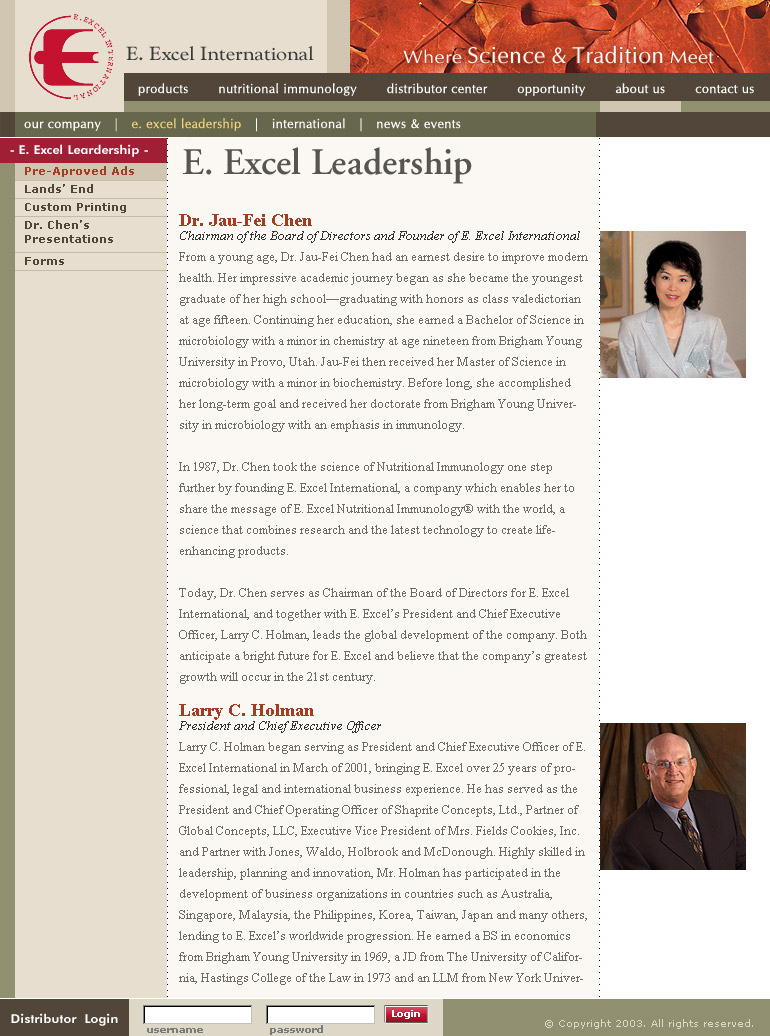 E. EXCEL INTERNATIONAL
E. Excel International
Where Science & Tradition Meet
products nutritional immunology distributor center opportunity about us contact us
our company | e. excel leadership | international | news & events
- E. Excel Leardership -
Pre-Aproved Ads
Lands' End
Custom Printing
Dr. Chen's
Presentations
Forms
E. Excel Leadership
Dr. Jau-Fei Chen
Chairman of the Board of Directors and Founder of E. Excel International
From a young age, Dr. Jau-Fei Chen had an earnest desire to improve modern
health. Her impressive academic journey began as she became the youngest
graduate of her high school—graduating with honors as class valedictorian
at age fifteen. Continuing her education, she earned a Bachelor of Science in
microbiology with a minor in chemistry at age nineteen from Brigham Young
University in Provo, Utah. Jau-Fei then received her Master of Science in
microbiology with a minor in biochemistry. Before long, she accomplished
her long-term goal and received her doctorate from Brigham Young Univer-
sity in microbiology with an emphasis in immunology.
In 1987, Dr. Chen took the science of Nutritional Immunology one step
further by founding E. Excel International, a company which enables her to
share the message of E. Excel Nutritional Immunology® with the world, a
science that combines research and the latest technology to create life-
enhancing products.
Today, Dr. Chen serves as Chairman of the Board of Directors for E. Excel
International, and together with E. Excel's President and Chief Executive
Officer, Larry C. Holman, leads the global development of the company. Both
anticipate a bright future for E. Excel and believe that the company's greatest
growth will occur in the 21st century.
Larry C. Holman
President and Chief Executive Officer
Larry C. Holman began serving as President and Chief Executive Officer of E.
Excel International in March of 2001, bringing E. Excel over 25 years of pro-
fessional, legal and international business experience. He has served as the
President and Chief Operating Officer of Shaprite Concepts, Ltd., Partner of
Global Concepts, LLC, Executive Vice President of Mrs. Fields Cookies, Inc.
and Partner with Jones, Waldo, Holbrook and McDonough. Highly skilled in
leadership, planning and innovation, Mr. Holman has participated in the
development of business organizations in countries such as Australia,
Singapore, Malaysia, the Philippines, Korea, Taiwan, Japan and many others,
lending to E. Excel's worldwide progression. He earned a BS in economics
from Brigham Young University in 1969, a JD from The University of Califor-
nia, Hastings College of the Law in 1973 and an LLM from New York Univer-
Distributor Login
username
password
Login
© Copyright 2003. All rights reserved.